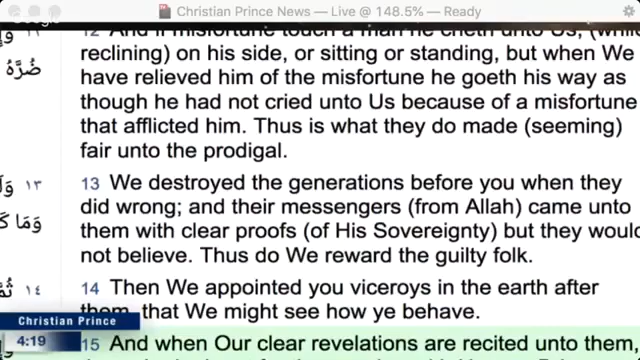 Christian Prince News — Live @ 148.5% — Ready
12 And if misfortune touch a man he crieth unto Us, (while
reclining) on his side, or sitting or standing, but when We
ضُرَّهُ
have relieved him of the misfortune he goeth his way as
though he had not cried unto Us because of a misfortune
that afflicted him. Thus is what they do made (seeming)
fair unto the prodigal.
١٣
13 We destroyed the generations before you when they
did wrong; and their messengers (from Allah) came unto
them with clear proofs (of His Sovereignty) but they would
not believe. Thus do We reward the guilty folk.
١٤
14 Then We appointed you viceroys in the earth after
them, that We might see how ye behave.
Christian Prince
4:19
15 And when Our clear revelations are recited unto them,